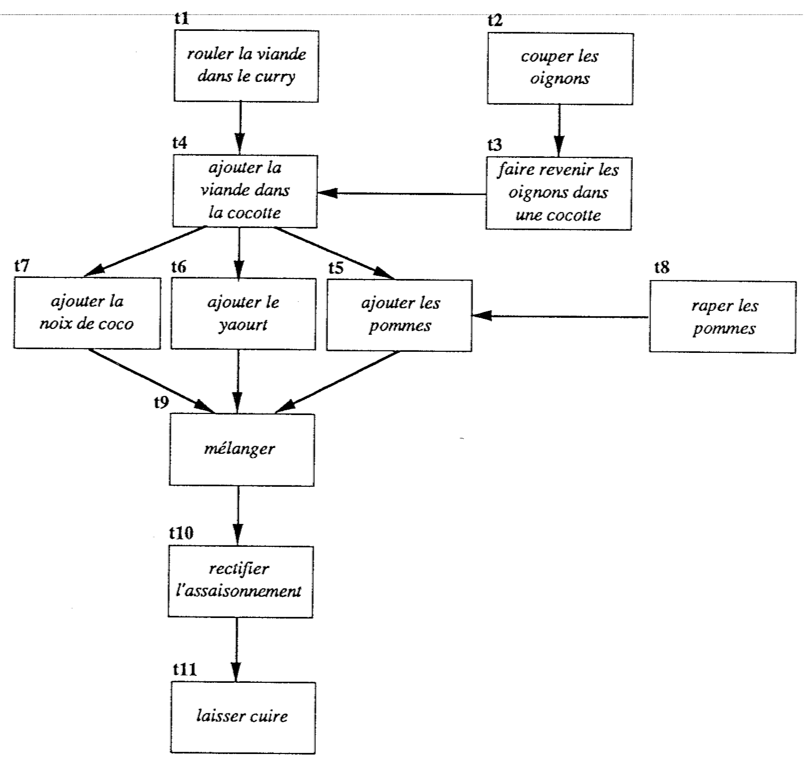 t1
rouler la viande
dans le curry
t2
couper les
oignons
t4
ajouter la
viande dans
la cocotte
t3
faire revenir les
oignons dans
une cocotte
t7
ajouter la
noix de coco
t6
ajouter le
yaourt
t5
ajouter les
pommes
t8
raper les
pommes
t9
mélanger
t10
rectifier
l'assaisonnement
t11
laisser cuire